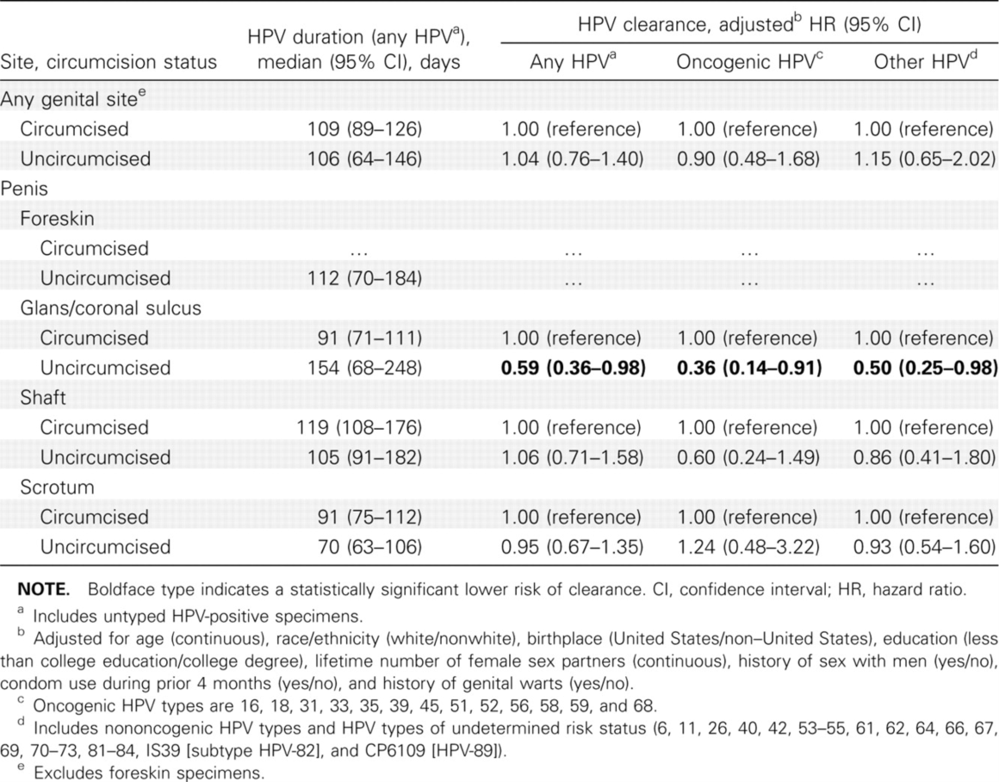 HPV duration (any HPVᵃ), median (95% CI), days
HPV clearance, adjustedᵇ HR (95% CI)
Site, circumcision status Any HPVᵃ Oncogenic HPVᶜ Other HPVᵈ
Any genital siteᵉ
Circumcised 109 (89–126) 1.00 (reference) 1.00 (reference) 1.00 (reference)
Uncircumcised 106 (64–146) 1.04 (0.76–1.40) 0.90 (0.48–1.68) 1.15 (0.65–2.02)
Penis
Foreskin
Circumcised … … … …
Uncircumcised 112 (70–184) … … …
Glans/coronal sulcus
Circumcised 91 (71–111) 1.00 (reference) 1.00 (reference) 1.00 (reference)
Uncircumcised 154 (68–248) 0.59 (0.36–0.98) 0.36 (0.14–0.91) 0.50 (0.25–0.98)
Shaft
Circumcised 119 (108–176) 1.00 (reference) 1.00 (reference) 1.00 (reference)
Uncircumcised 105 (91–182) 1.06 (0.71–1.58) 0.60 (0.24–1.49) 0.86 (0.41–1.80)
Scrotum
Circumcised 91 (75–112) 1.00 (reference) 1.00 (reference) 1.00 (reference)
Uncircumcised 70 (63–106) 0.95 (0.67–1.35) 1.24 (0.48–3.22) 0.93 (0.54–1.60)
NOTE. Boldface type indicates a statistically significant lower risk of clearance. CI, confidence interval; HR, hazard ratio.
ᵃ Includes untyped HPV-positive specimens.
ᵇ Adjusted for age (continuous), race/ethnicity (white/nonwhite), birthplace (United States/non–United States), education (less
than college education/college degree), lifetime number of female sex partners (continuous), history of sex with men (yes/no),
condom use during prior 4 months (yes/no), and history of genital warts (yes/no).
ᶜ Oncogenic HPV types are 16, 18, 31, 33, 35, 39, 45, 51, 52, 56, 58, 59, and 68.
ᵈ Includes nononcogenic HPV types and HPV types of undetermined risk status (6, 11, 26, 40, 42, 53–55, 61, 62, 64, 66, 67,
69, 70–73, 81–84, IS39 [subtype HPV-82], and CP6109 [HPV-89]).
ᵉ Excludes foreskin specimens.